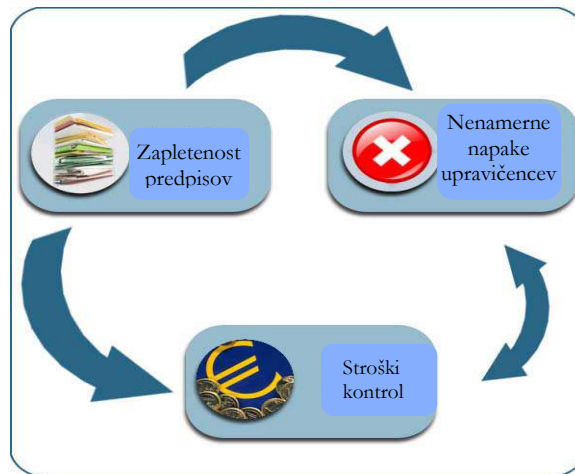 Zapletenost
predpisov
Nenamerne
napake
upravičencev
Stroški
kontrol